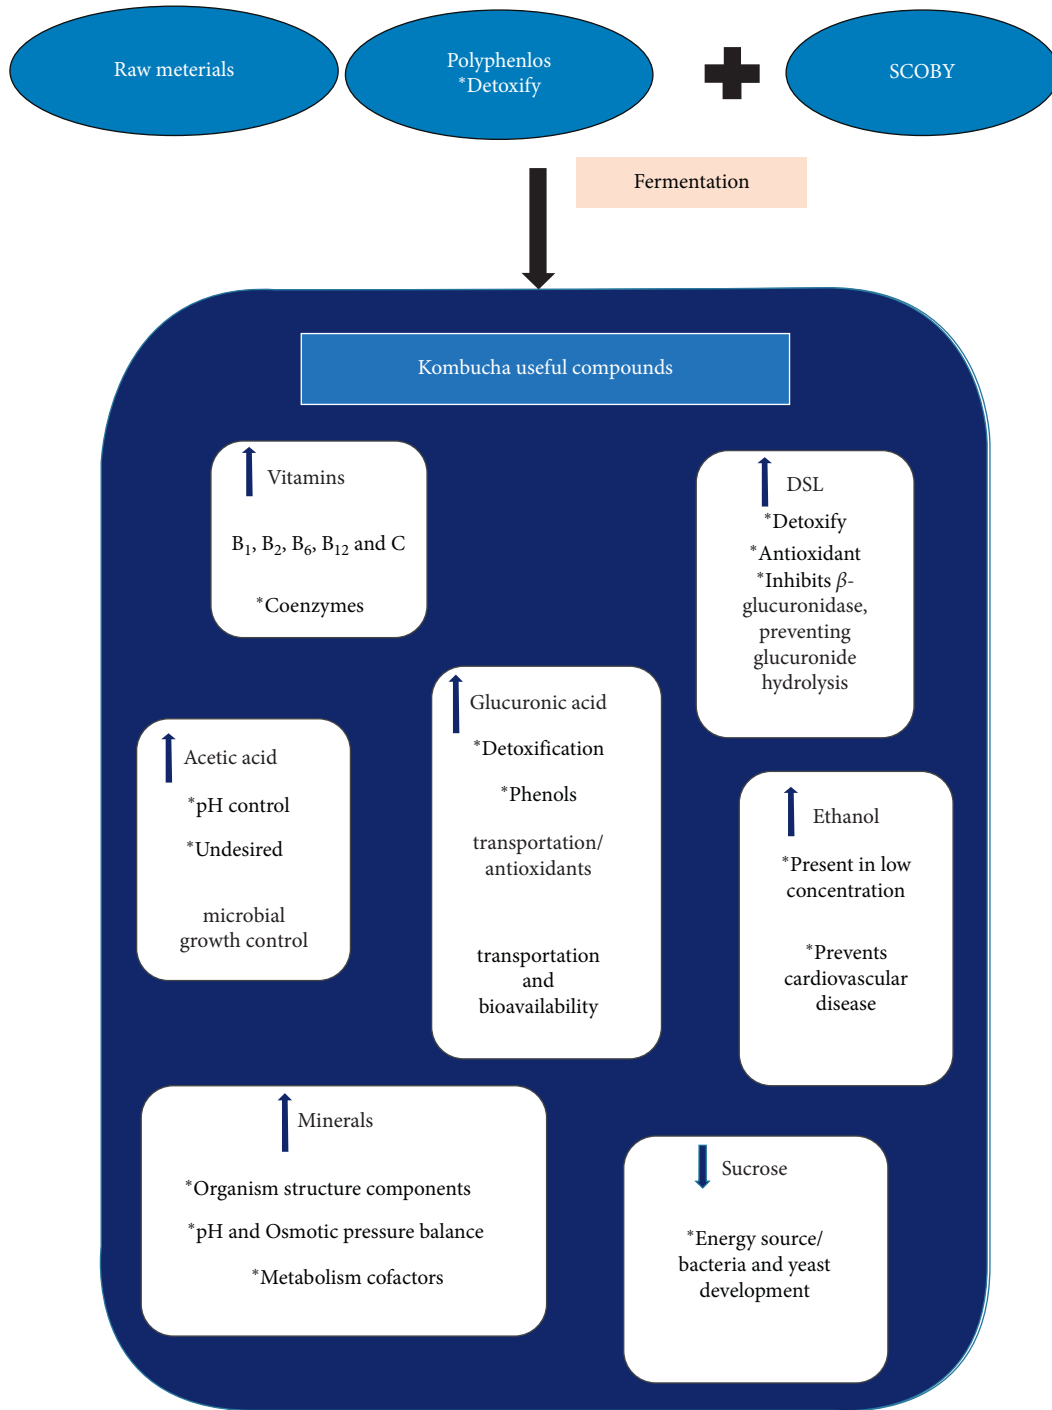 Raw meterials
Polyphenlos
*Detoxify
SCOBY
Fermentation
Kombucha useful compounds
Vitamins
B1, B2, B6, B12 and C
*Coenzymes
DSL
*Detoxify
*Antioxidant
*Inhibits β-
glucuronidase,
preventing
glucuronide
hydrolysis
Glucuronic acid
*Detoxification
*Phenols
transportation/
antioxidants
transportation
and
bioavailability
Acetic acid
*pH control
*Undesired
microbial
growth control
Ethanol
*Present in low
concentration
*Prevents
cardiovascular
disease
Minerals
*Organism structure components
*pH and Osmotic pressure balance
*Metabolism cofactors
Sucrose
*Energy source/
bacteria and yeast
development